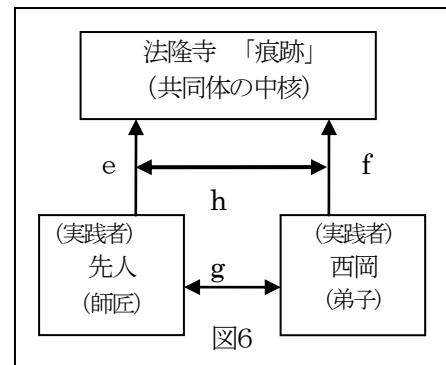 法隆寺 「痕跡」
(共同体の中核)
e
f
h
(実践者)
先人
(師匠)
g
(実践者)
西岡
(弟子)
図6